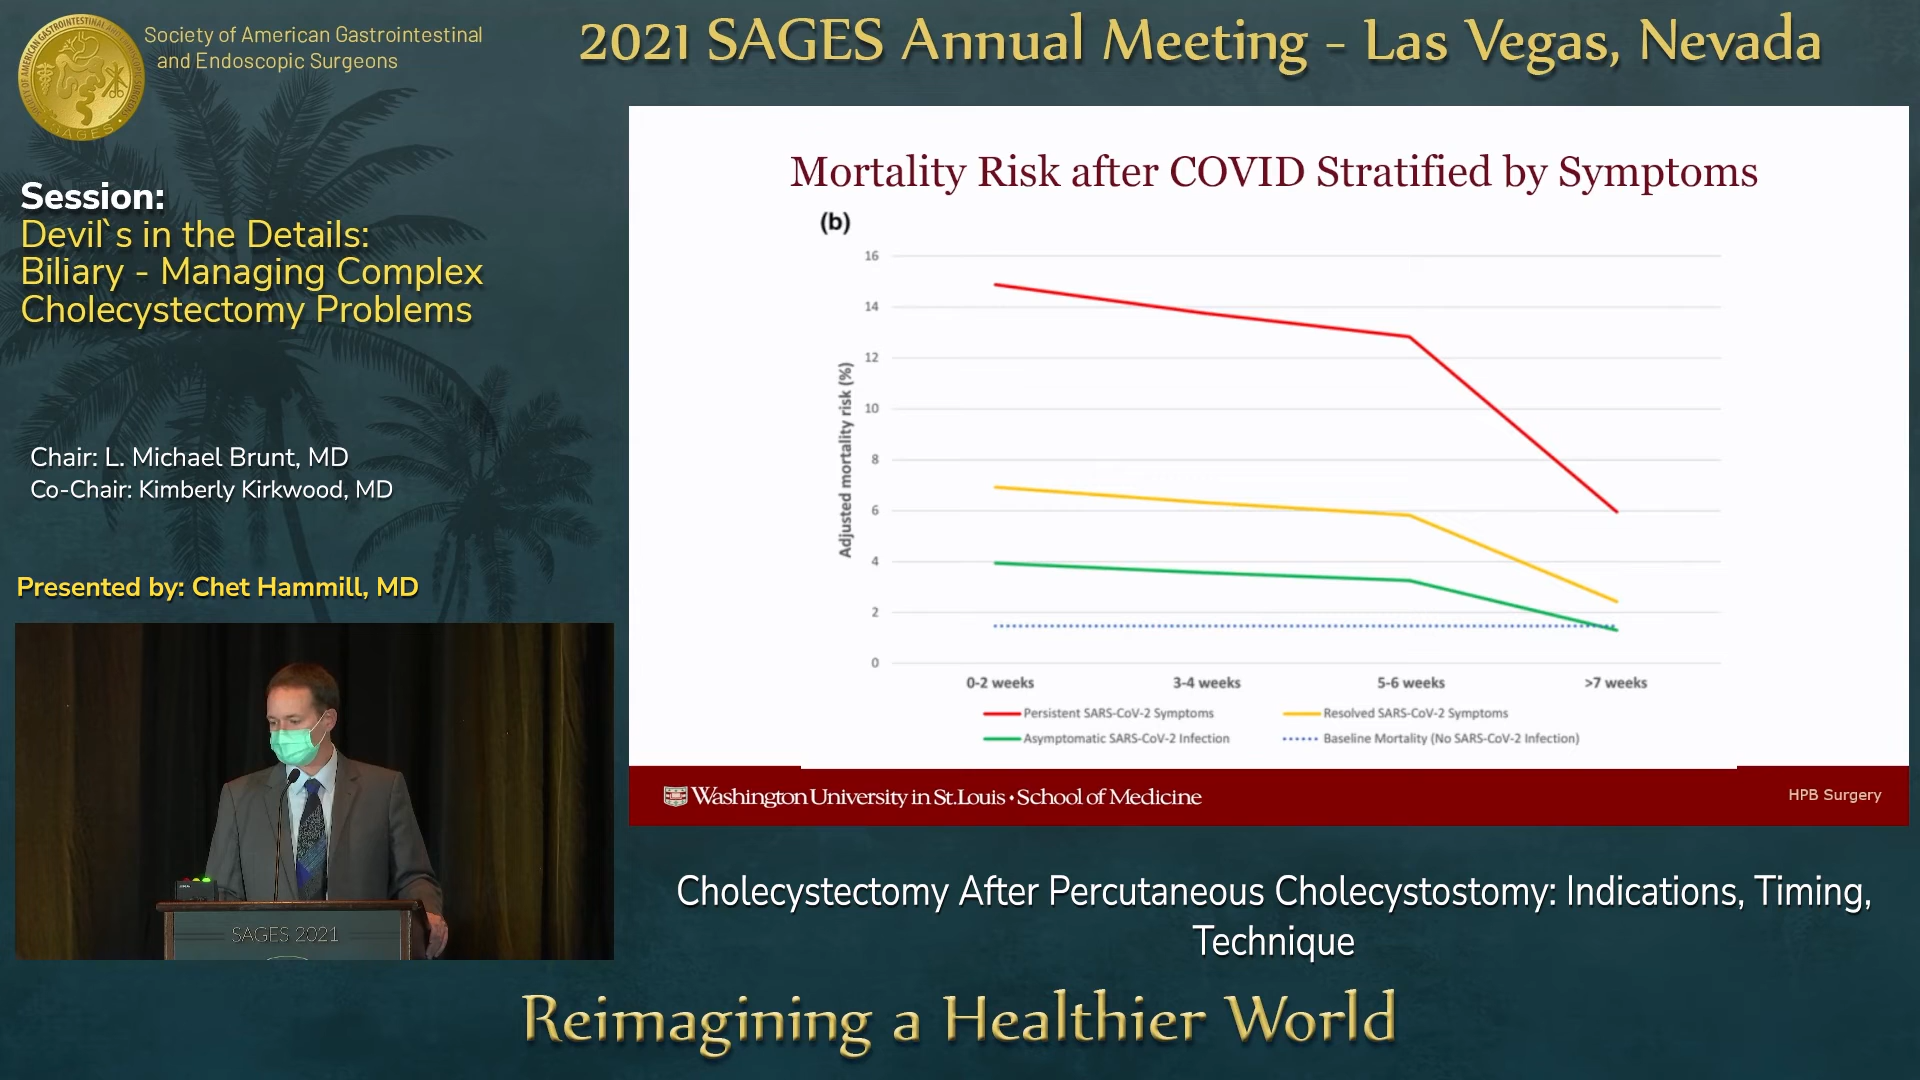 Society of American Gastrointestinal
and Endoscopic Surgeons
SAGES
2021 SAGES Annual Meeting - Las Vegas, Nevada
Session:
Devil`s in the Details:
Biliary - Managing Complex
Cholecystectomy Problems
Chair: L. Michael Brunt, MD
Co-Chair: Kimberly Kirkwood, MD
Presented by: Chet Hammill, MD
SAGES 2021
Mortality Risk after COVID Stratified by Symptoms
(b)
Adjusted mortality risk (%)
16
14
12
10
8
6
4
2
0
0-2 weeks 3-4 weeks 5-6 weeks >7 weeks
Persistent SARS-CoV-2 Symptoms Resolved SARS-CoV-2 Symptoms
Asymptomatic SARS-CoV-2 Infection Baseline Mortality (No SARS-CoV-2 Infection)
Washington University in St. Louis • School of Medicine
HPB Surgery
Cholecystectomy After Percutaneous Cholecystostomy: Indications, Timing,
Technique
Reimagining a Healthier World